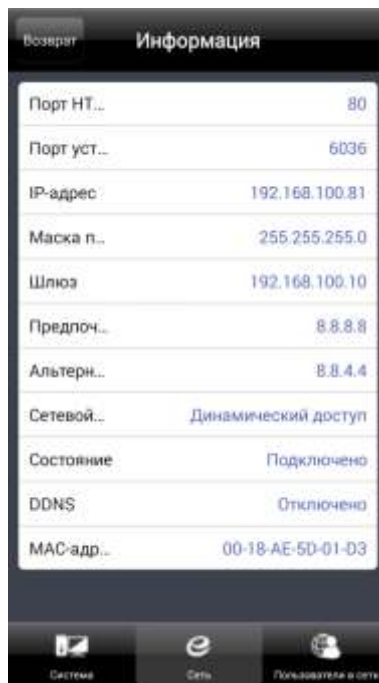 Возврат Информация
Порт HT... 80
Порт уст... 6036
IP-адрес 192.168.100.81
Маска п... 255.255.255.0
Шлюз 192.168.100.10
Предпоч... 8.8.8.8
Альтерн... 8.8.4.4
Сетевой... Динамический доступ
Состояние Подключено
DDNS Отключено
MAC-адр... 00-18-AE-5D-01-D3
Система Сеть Пользователи в сети